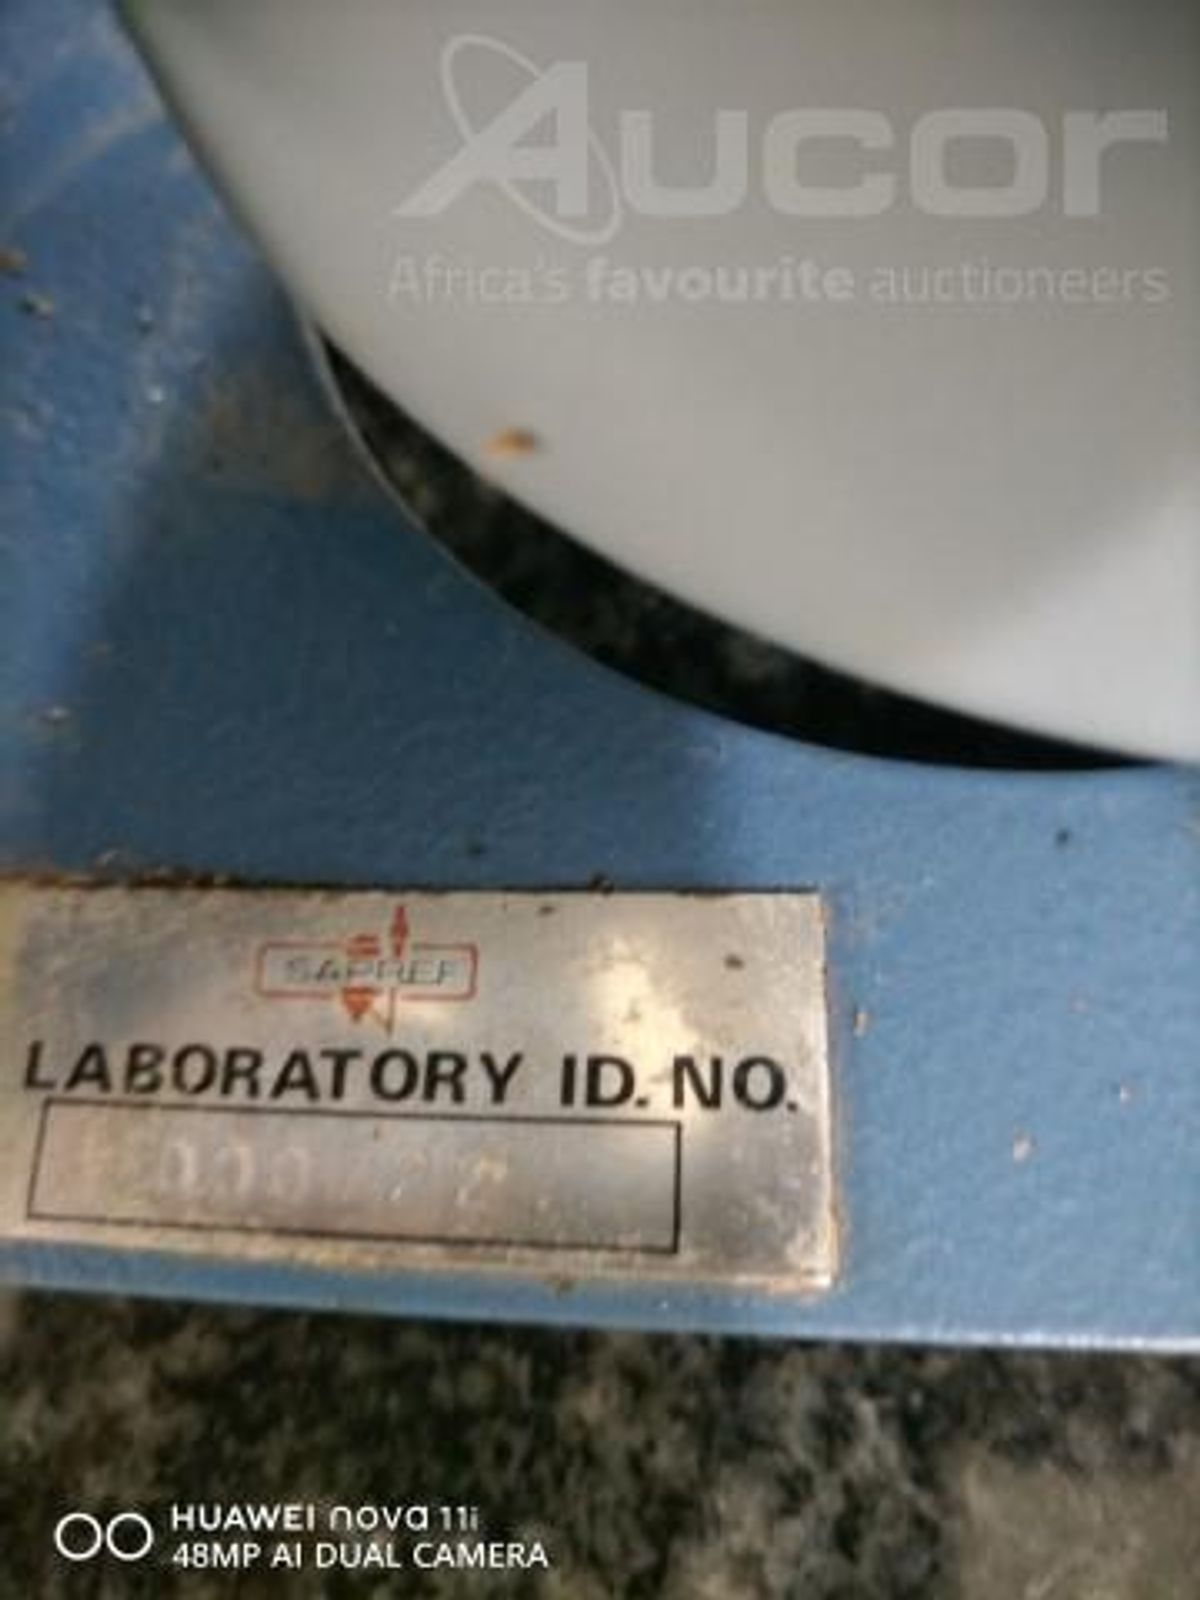 Aucor
Africa's favourite auctioneers
SAPREF
LABORATORY ID. NO.
HUAWEI nova 11i
48MP AI DUAL CAMERA